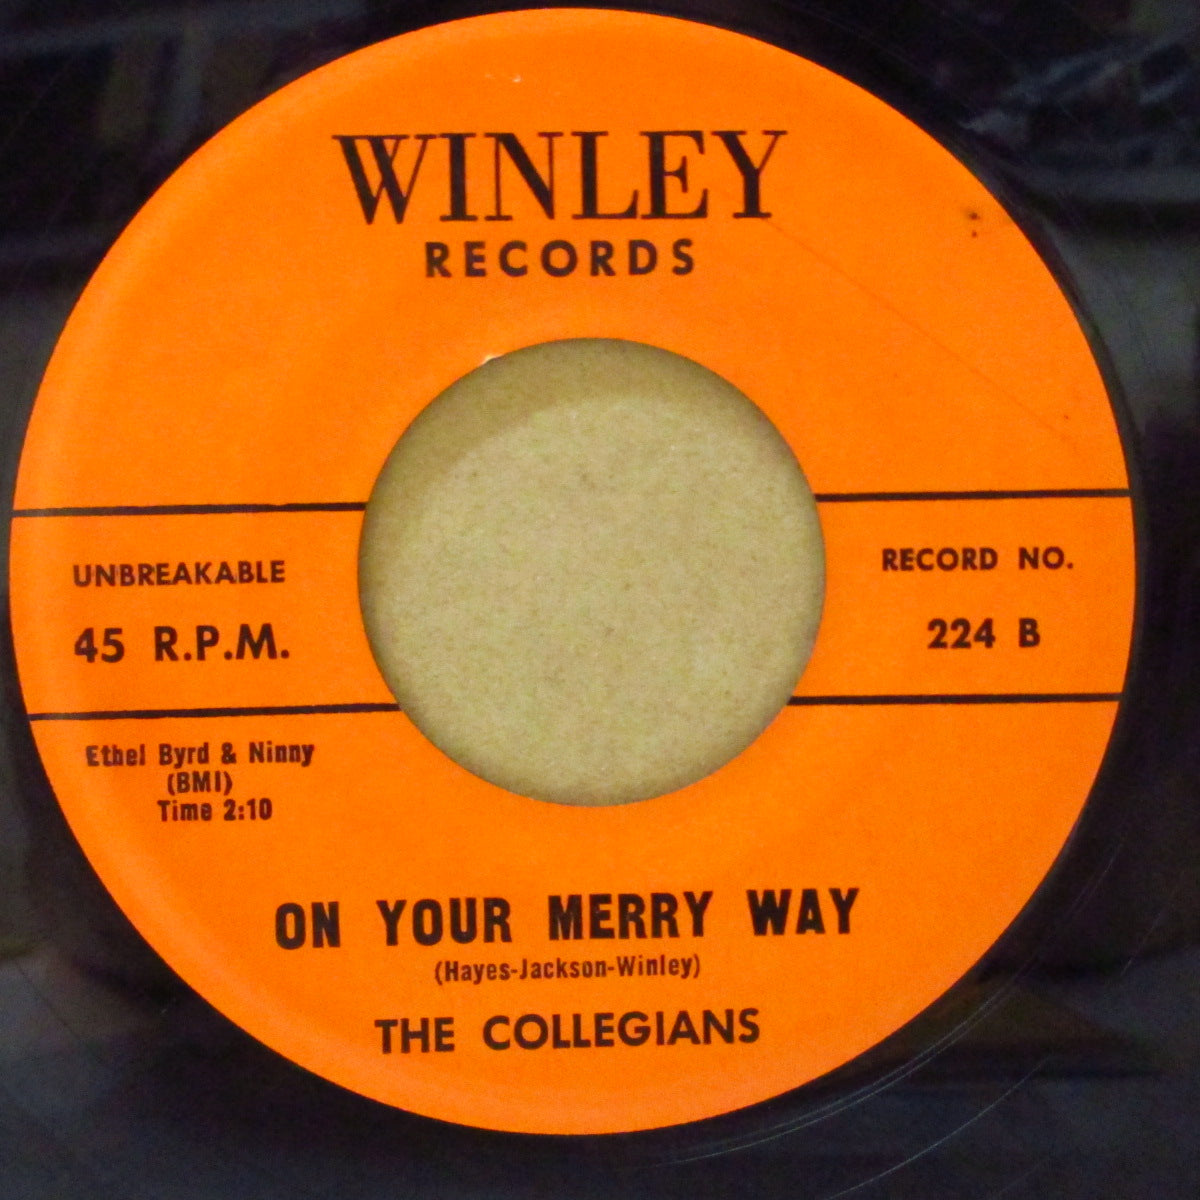 WINLEY
RECORDS
UNBREAKABLE
45 R.P.M.
RECORD NO.
224 B
Ethel Byrd & Ninny
(BMI)
Time 2:10
ON YOUR MERRY WAY
(Hayes-Jackson-Winley)
THE COLLEGIANS